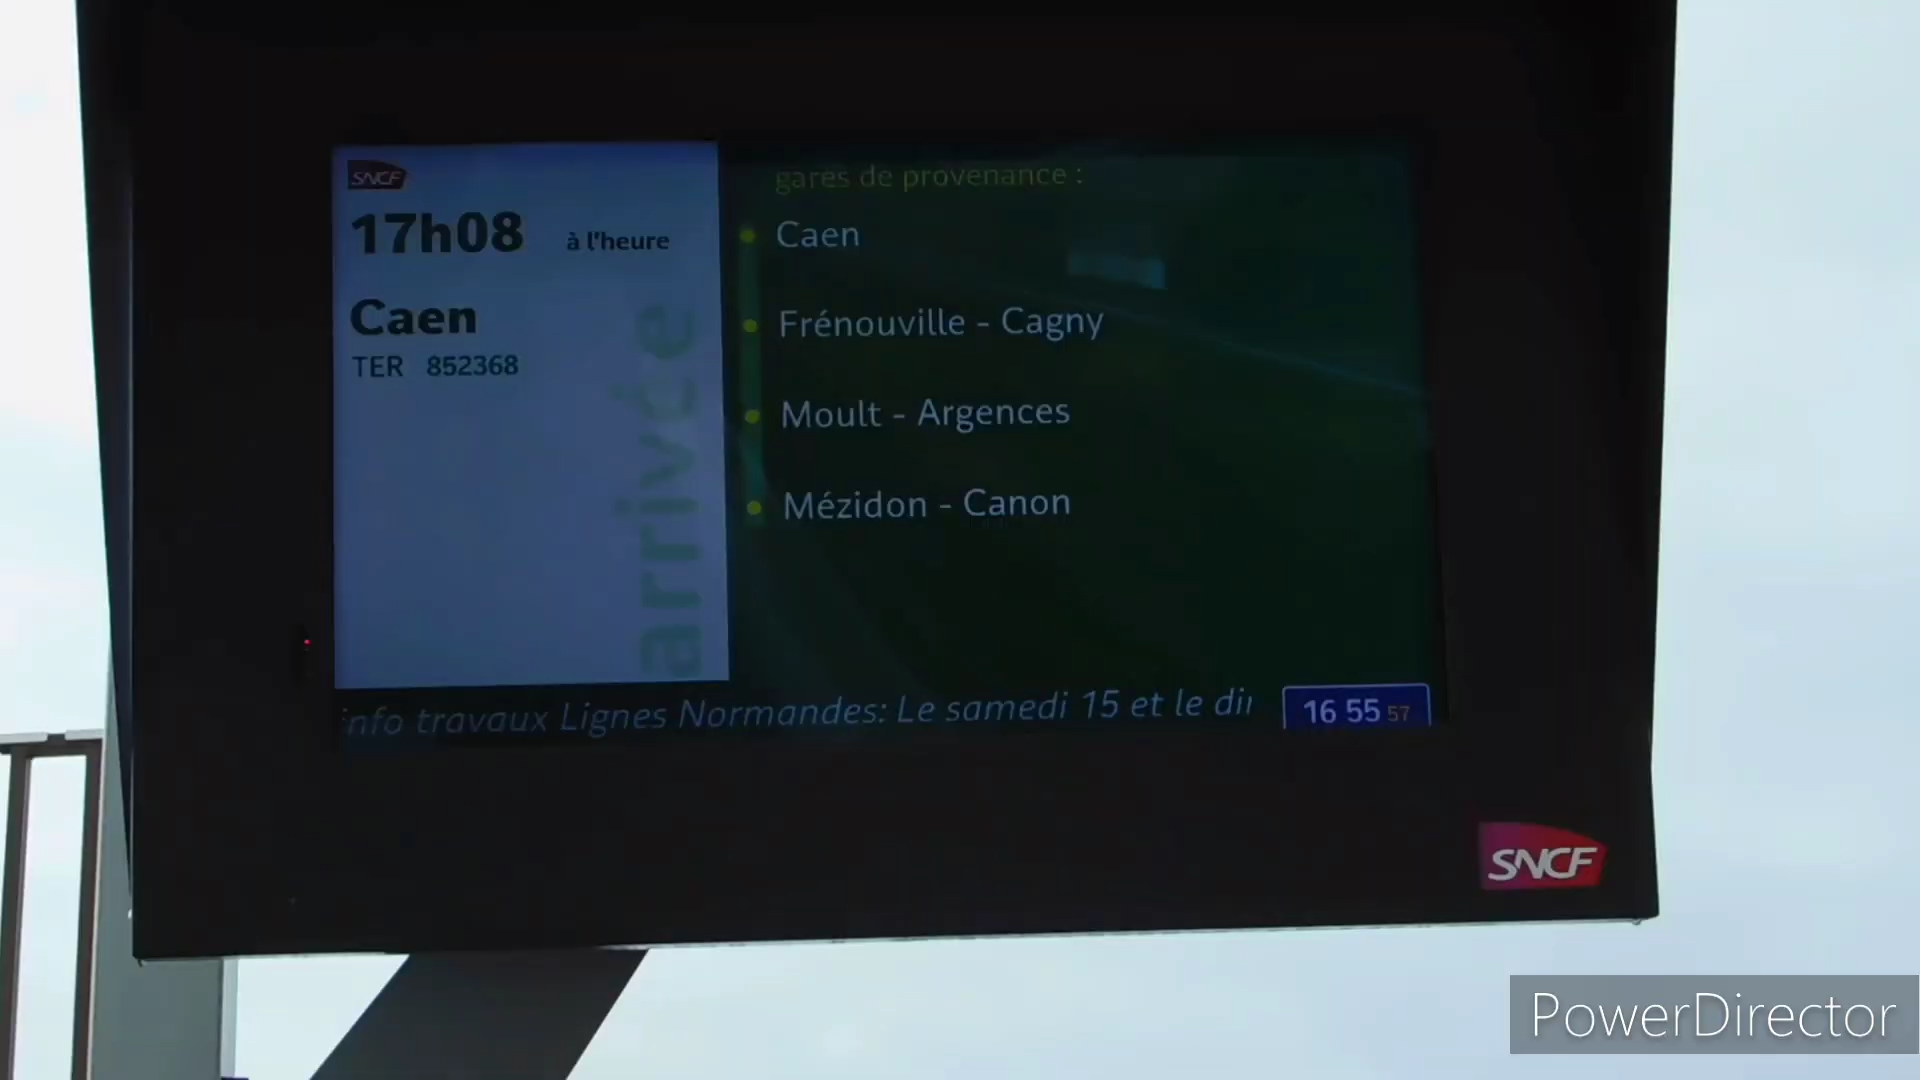 SNCF
17h08 à l'heure
Caen
TER 852368
arrivée
gares de provenance :
Caen
Frénouville - Cagny
Moult - Argences
Mézidon - Canon
info travaux Lignes Normandes: Le samedi 15 et le
16 55 57
SNCF
PowerDirector